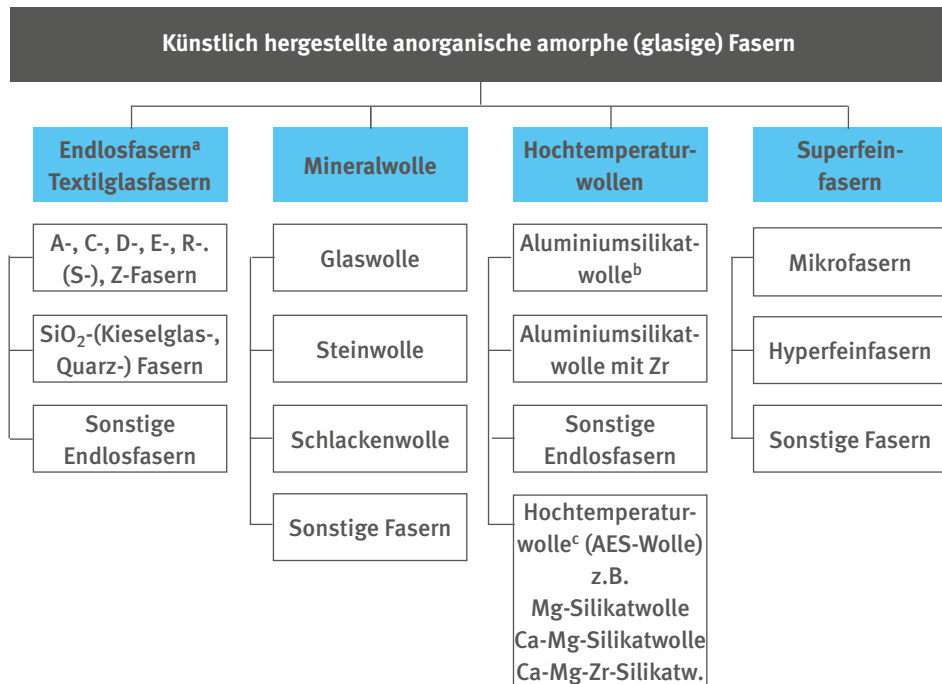 Künstlich hergestellte anorganische amorphe (glasige) Fasern
Endlosfasernᵃ
Textilglasfasern
A-, C-, D-, E-, R-.
(S-), Z-Fasern
SiO₂-(Kieselglas-,
Quarz-) Fasern
Sonstige
Endlosfasern
Mineralwolle
Glaswolle
Steinwolle
Schlackenwolle
Sonstige Fasern
Hochtemperatur-
wollen
Aluminiumsilikat-
wolleᵇ
Aluminiumsilikat-
wolle mit Zr
Sonstige
Endlosfasern
Hochtemperatur-
wolleᶜ (AES-Wolle)
z.B.
Mg-Silikatwolle
Ca-Mg-Silikatwolle
Ca-Mg-Zr-Silikatw.
Superfein-
fasern
Mikrofasern
Hyperfeinfasern
Sonstige Fasern